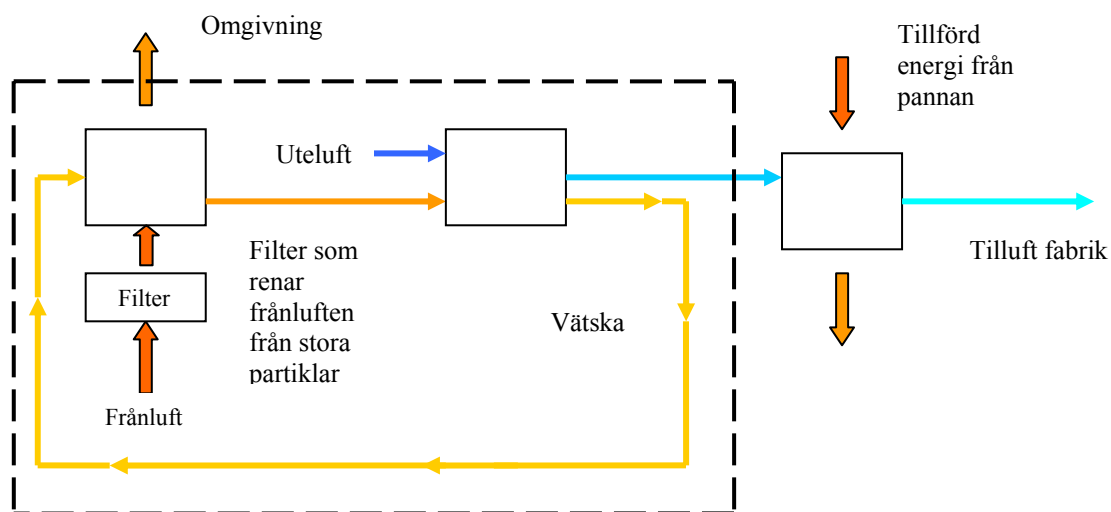 Omgivning
Tillförd
energi från
pannan
Uteluft
Filter som
renar
frånluften
från stora
partiklar
Filter
Vätska
Tilluft fabrik
Frånluft